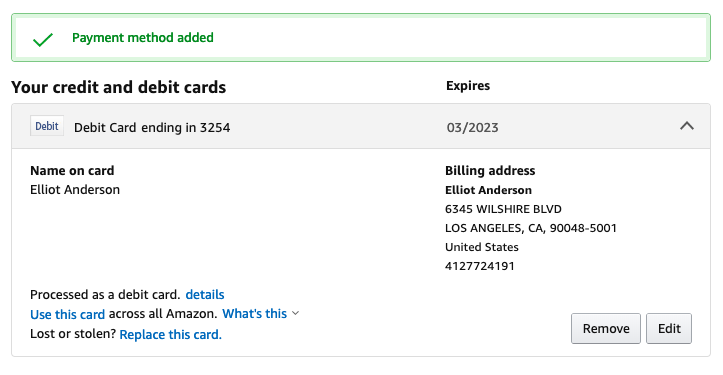 Payment method added
Your credit and debit cards
Expires
Debit
Debit Card ending in 3254
03/2023
Name on card
Elliot Anderson
Billing address
Elliot Anderson
6345 WILSHIRE BLVD
LOS ANGELES, CA, 90048-5001
United States
4127724191
Processed as a debit card. details
Use this card across all Amazon. What's this
Lost or stolen? Replace this card.
Remove
Edit